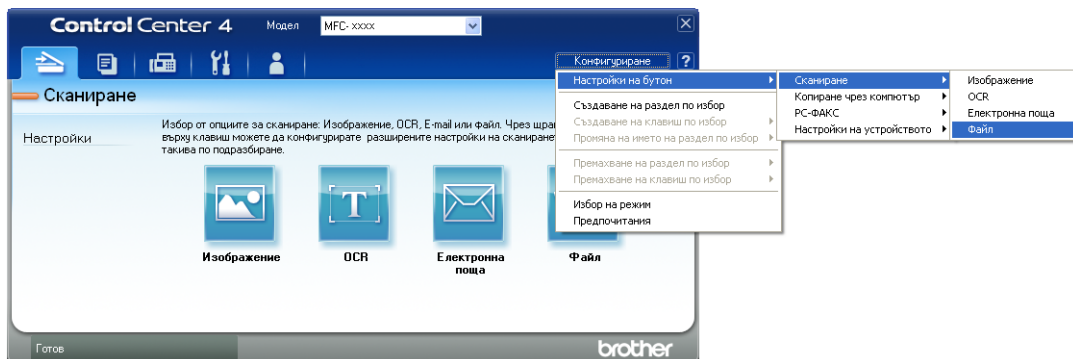 Control Center 4
Модел
MFC- xxxx
Конфигуриране
?
Сканиране
Настройки
Избор от опциите за сканиране: Изображение, OCR, E-mail или файл. Чрез
върху клавиш можете да конфигурирате разширените настройки на сканиране
такива по подразбиране.
Изображение
OCR
Електронна
поща
Файл
Настройки на бутон
Създаване на раздел по избор
Създаване на клавиш по избор
Промяна на името на раздел по избор
Премахване на раздел по избор
Премахване на клавиш по избор
Избор на режим
Предпочитания
Сканиране
Копиране чрез компютър
PC-ФАКС
Настройки на устройството
Изображение
OCR
Електронна поща
Файл
Готов
brother